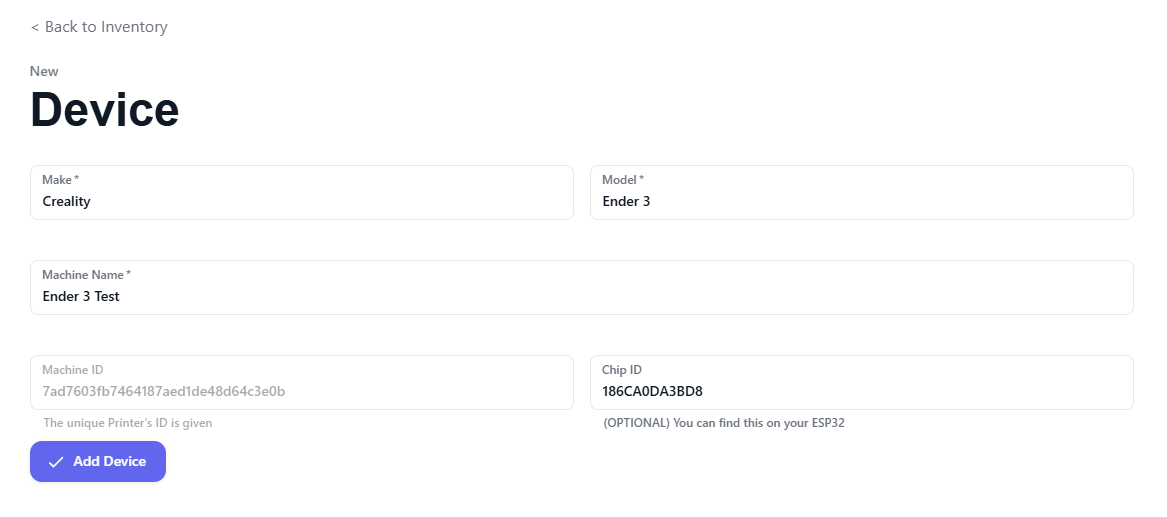 < Back to Inventory
New
Device
Make *
Creality
Model *
Ender 3
Machine Name *
Ender 3 Test
Machine ID
7ad7603fb7464187aed1de48d64c3e0b
The unique Printer's ID is given
Chip ID
186CA0DA3BD8
(OPTIONAL) You can find this on your ESP32
Add Device